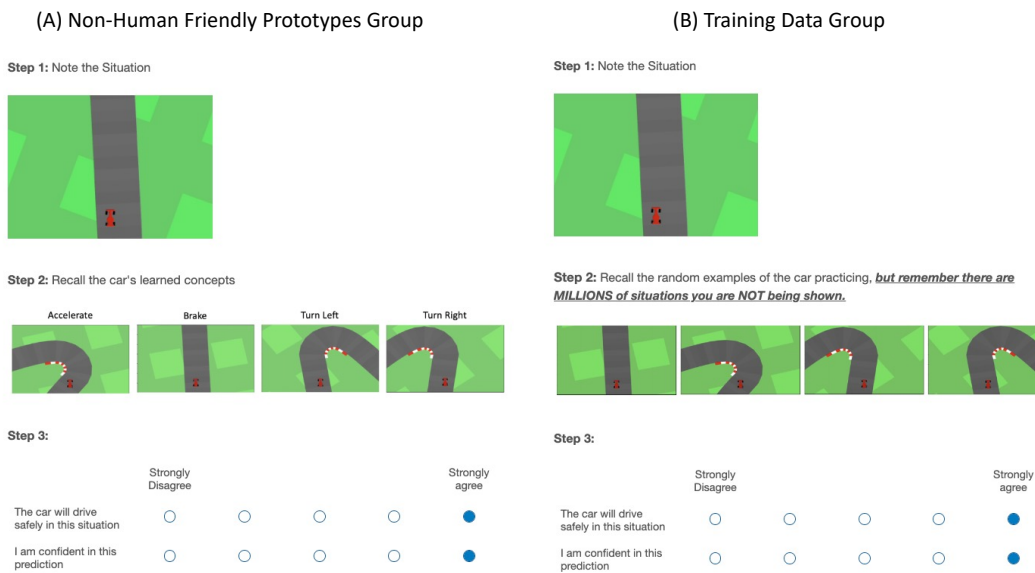 (A) Non-Human Friendly Prototypes Group
Step 1: Note the Situation
Step 2: Recall the car's learned concepts
Accelerate
Brake
Turn Left
Turn Right
Step 3:
Strongly
Disagree
Strongly
agree
The car will drive
safely in this situation
I am confident in this
prediction
(B) Training Data Group
Step 1: Note the Situation
Step 2: Recall the random examples of the car practicing, but remember there are
MILLIONS of situations you are NOT being shown.
Step 3:
Strongly
Disagree
Strongly
agree
The car will drive
safely in this situation
I am confident in this
prediction